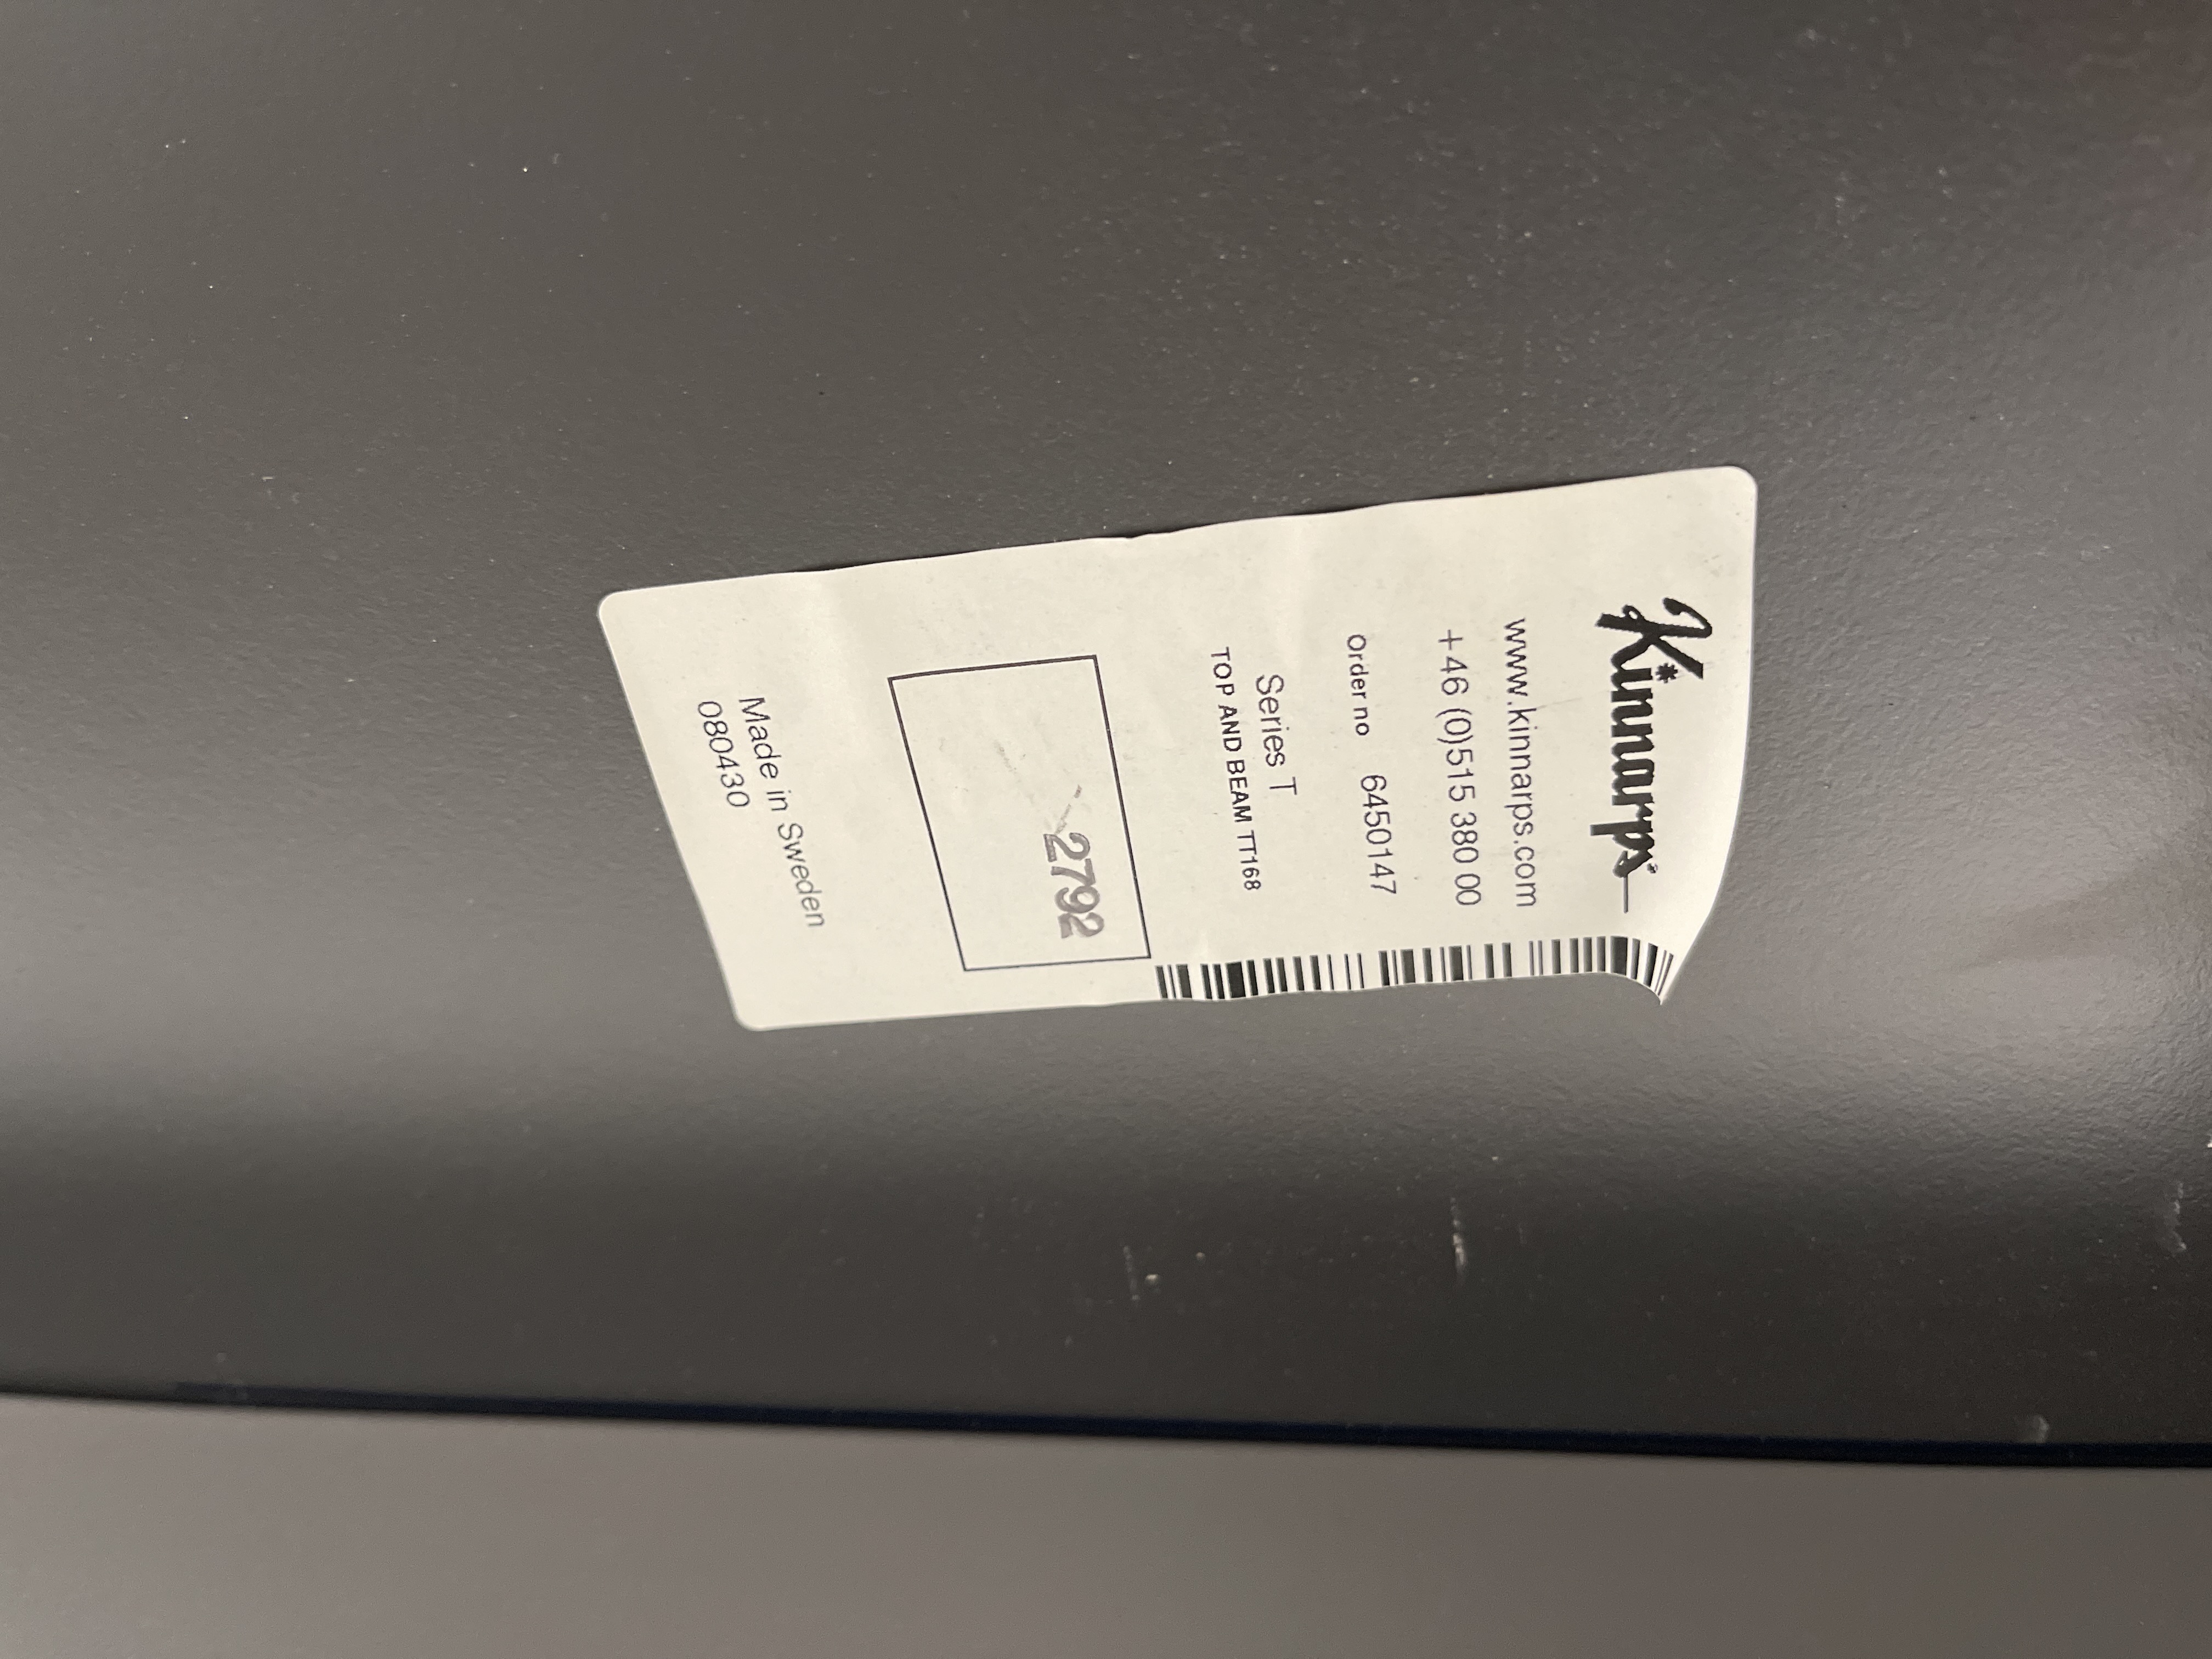 Kinnarps
www.kinnarps.com
+46 (0)515 380 00
Order no 6450147
Series T
TOP AND BEAM TT168
2792
Made in Sweden
080430